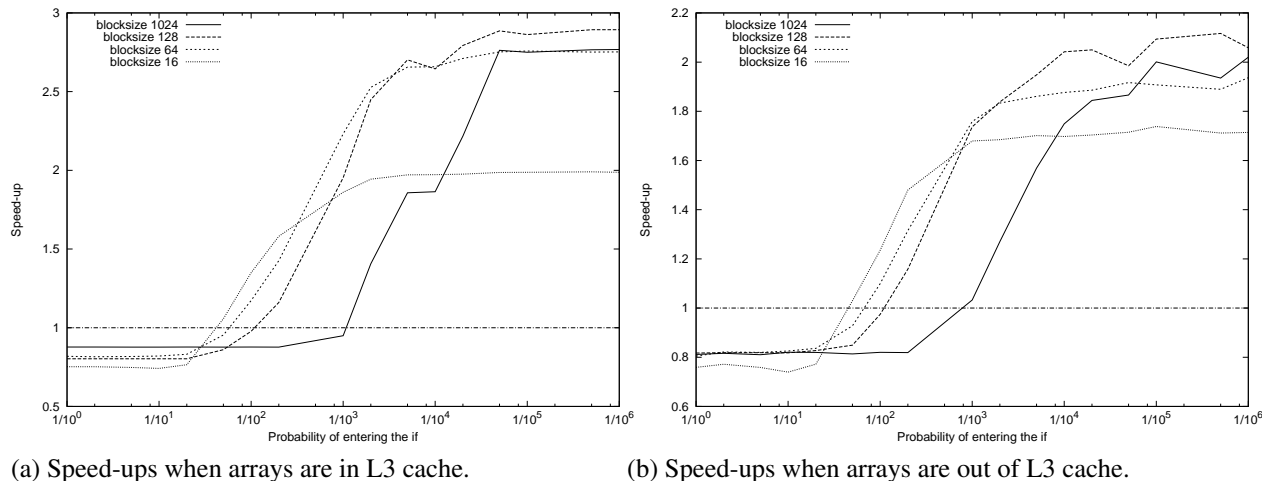 blocksize 1024
blocksize 128
blocksize 64
blocksize 16
3
2.5
2
1.5
1
0.5
Speed-up
1/10^0
1/10^1
1/10^2
1/10^3
1/10^4
1/10^5
1/10^6
Probability of entering the if
(a) Speed-ups when arrays are in L3 cache.
blocksize 1024
blocksize 128
blocksize 64
blocksize 16
2.2
2
1.8
1.6
1.4
1.2
1
0.8
0.6
Speed-up
1/10^0
1/10^1
1/10^2
1/10^3
1/10^4
1/10^5
1/10^6
Probability of entering the if
(b) Speed-ups when arrays are out of L3 cache.